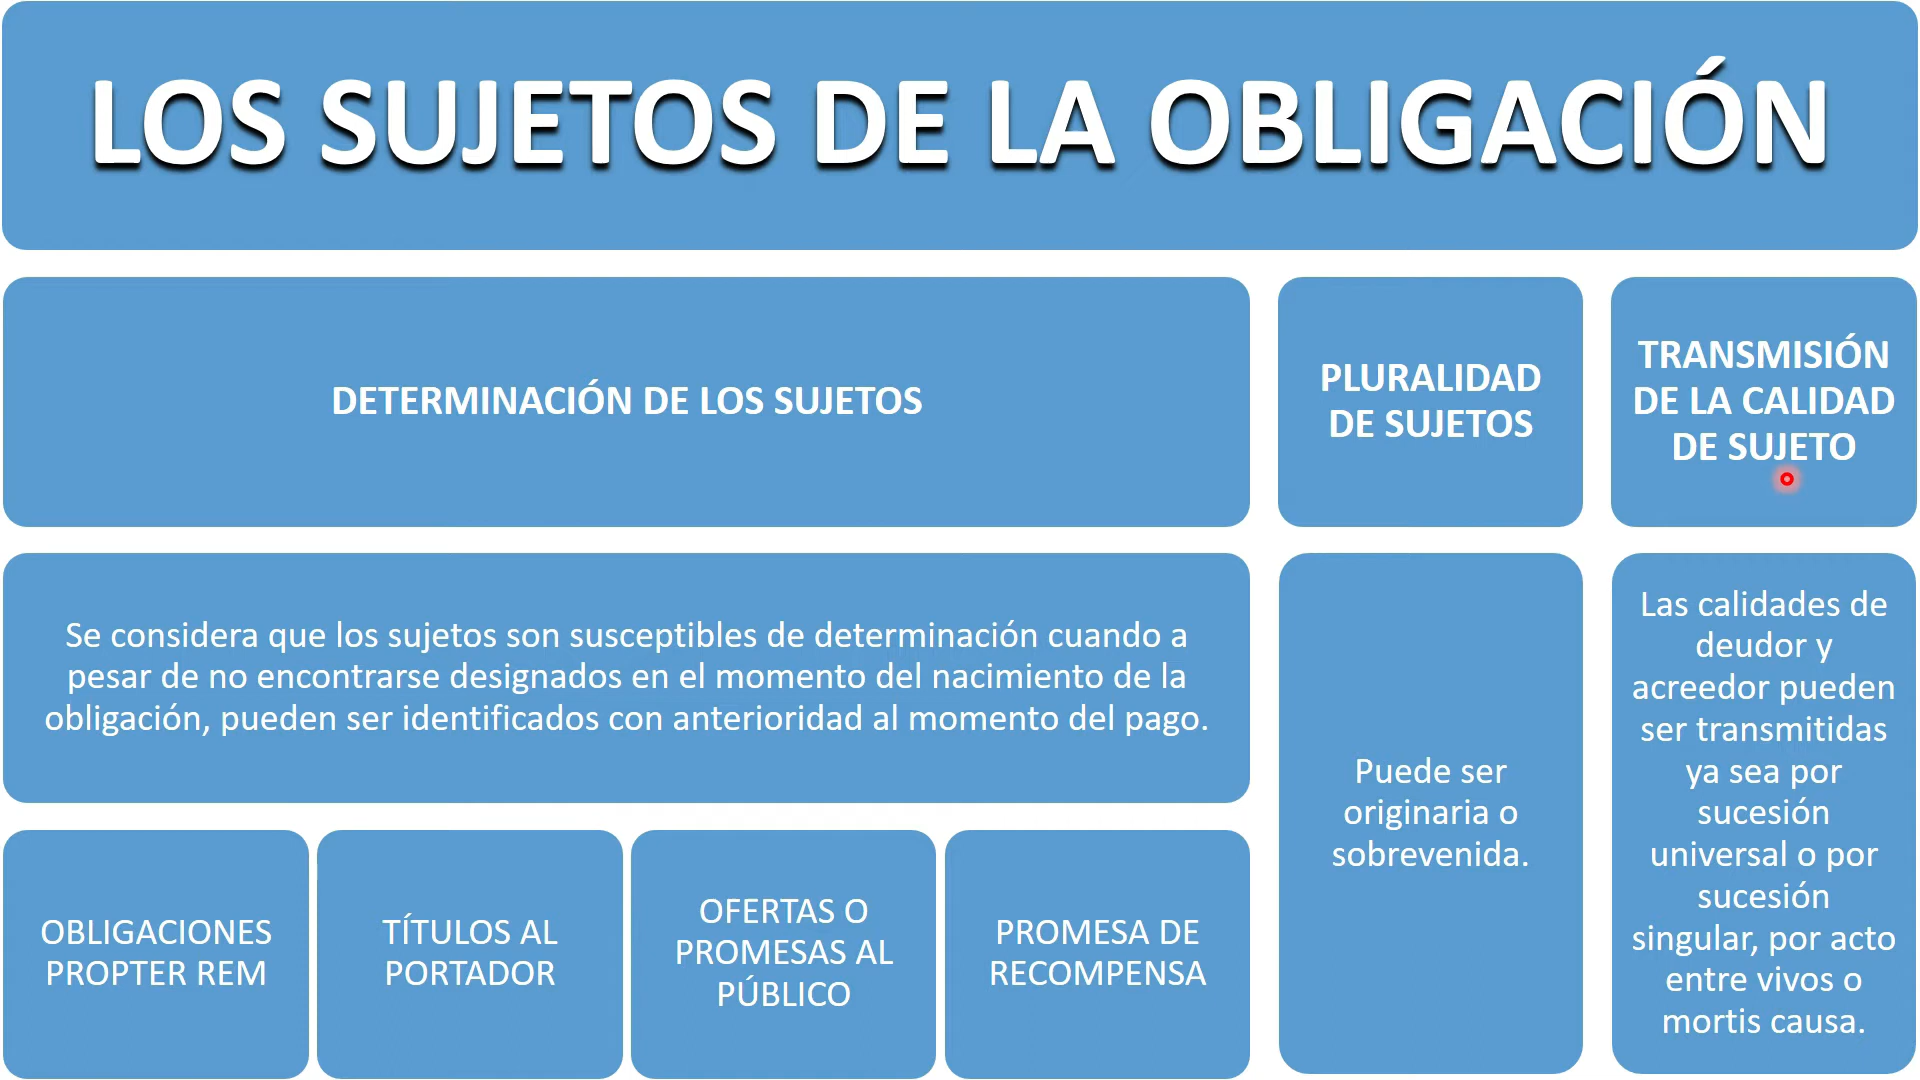 LOS SUJETOS DE LA OBLIGACIÓN
DETERMINACIÓN DE LOS SUJETOS
PLURALIDAD
DE SUJETOS
TRANSMISIÓN
DE LA CALIDAD
DE SUJETO
Se considera que los sujetos son susceptibles de determinación cuando a
pesar de no encontrarse designados en el momento del nacimiento de la
obligación, pueden ser identificados con anterioridad al momento del pago.
OBLIGACIONES
PROPTER REM
TÍTULOS AL
PORTADOR
OFERTAS O
PROMESAS AL
PÚBLICO
PROMESA DE
RECOMPENSA
Puede ser
originaria o
sobrevenida.
Las calidades de
deudor y
acreedor pueden
ser transmitidas
ya sea por
sucesión
universal o por
sucesión
singular, por acto
entre vivos o
mortis causa.